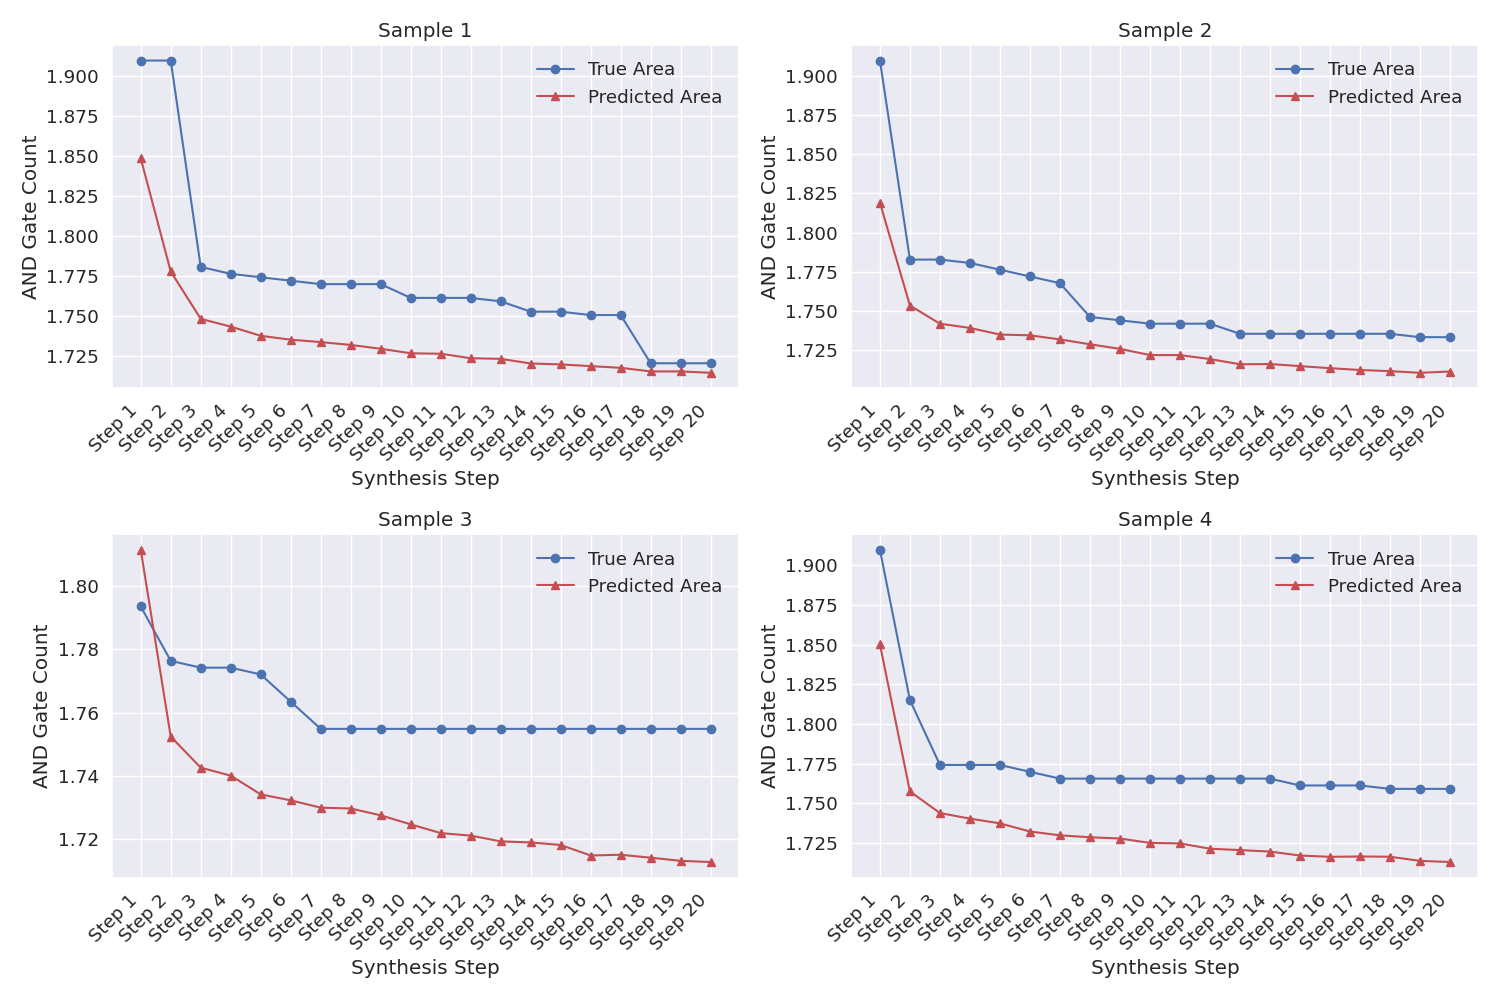 Sample 1
AND Gate Count
1.900
1.875
1.850
1.825
1.800
1.775
1.750
1.725
True Area
Predicted Area
Step 1
Step 2
Step 3
Step 4
Step 5
Step 6
Step 7
Step 8
Step 9
Step 10
Step 11
Step 12
Step 13
Step 14
Step 15
Step 16
Step 17
Step 18
Step 19
Step 20
Synthesis Step
Sample 2
AND Gate Count
1.900
1.875
1.850
1.825
1.800
1.775
1.750
1.725
True Area
Predicted Area
Step 1
Step 2
Step 3
Step 4
Step 5
Step 6
Step 7
Step 8
Step 9
Step 10
Step 11
Step 12
Step 13
Step 14
Step 15
Step 16
Step 17
Step 18
Step 19
Step 20
Synthesis Step
Sample 3
AND Gate Count
1.80
1.78
1.76
1.74
1.72
True Area
Predicted Area
Step 1
Step 2
Step 3
Step 4
Step 5
Step 6
Step 7
Step 8
Step 9
Step 10
Step 11
Step 12
Step 13
Step 14
Step 15
Step 16
Step 17
Step 18
Step 19
Step 20
Synthesis Step
Sample 4
AND Gate Count
1.900
1.875
1.850
1.825
1.800
1.775
1.750
1.725
True Area
Predicted Area
Step 1
Step 2
Step 3
Step 4
Step 5
Step 6
Step 7
Step 8
Step 9
Step 10
Step 11
Step 12
Step 13
Step 14
Step 15
Step 16
Step 17
Step 18
Step 19
Step 20
Synthesis Step